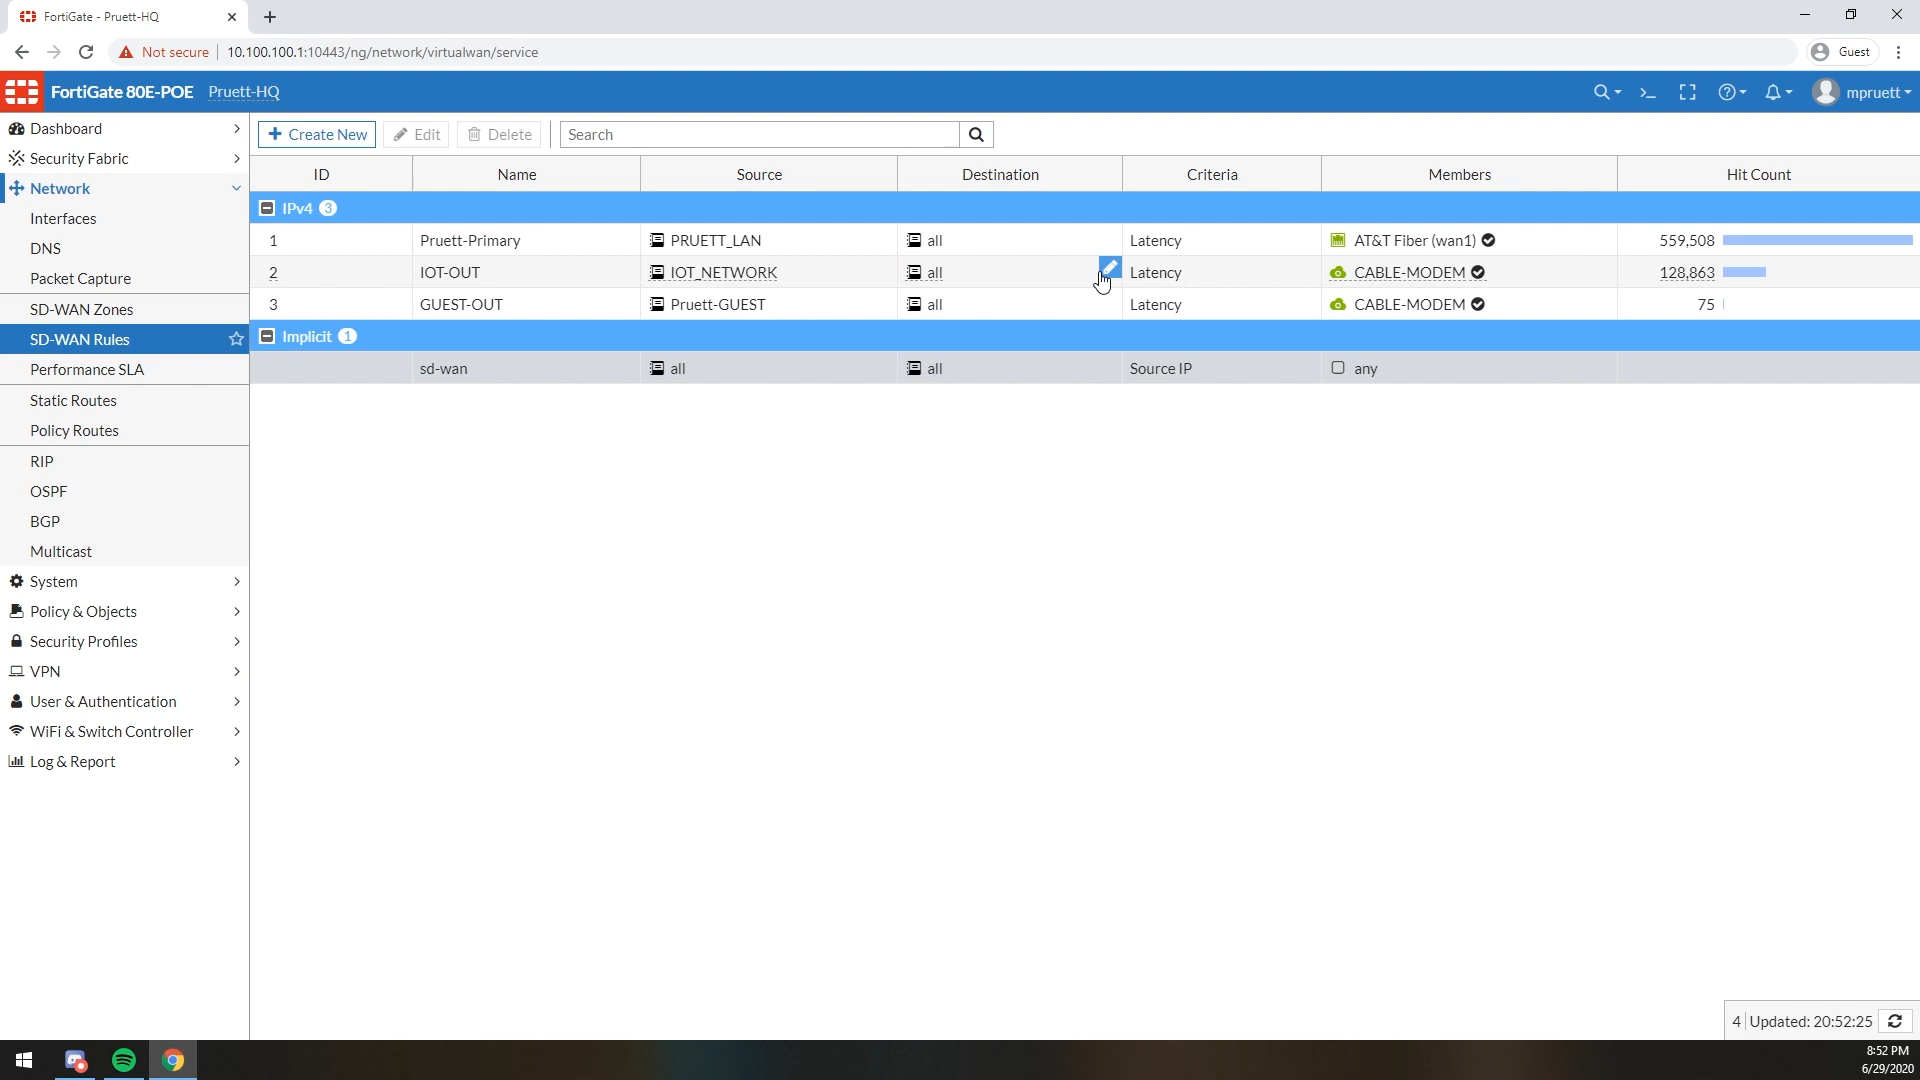 FortiGate - Pruett-HQ
Not secure 10.100.100.1:10443/ng/network/virtualwan/service Guest
FortiGate 80E-POE Pruett-HQ mpruett
Dashboard
Security Fabric
Network
Interfaces
DNS
Packet Capture
SD-WAN Zones
SD-WAN Rules
Performance SLA
Static Routes
Policy Routes
RIP
OSPF
BGP
Multicast
System
Policy & Objects
Security Profiles
VPN
User & Authentication
WiFi & Switch Controller
Log & Report
Create New Edit Delete Search
ID Name Source Destination Criteria Members Hit Count
IPv4 3
1 Pruett-Primary PRUETT_LAN all Latency AT&T Fiber (wan1) 559,508
2 IOT-OUT IOT_NETWORK all Latency CABLE-MODEM 128,863
3 GUEST-OUT Pruett-GUEST all Latency CABLE-MODEM 75
Implicit 1
sd-wan all all Source IP any
4 Updated: 20:52:25
8:52 PM
6/29/2020